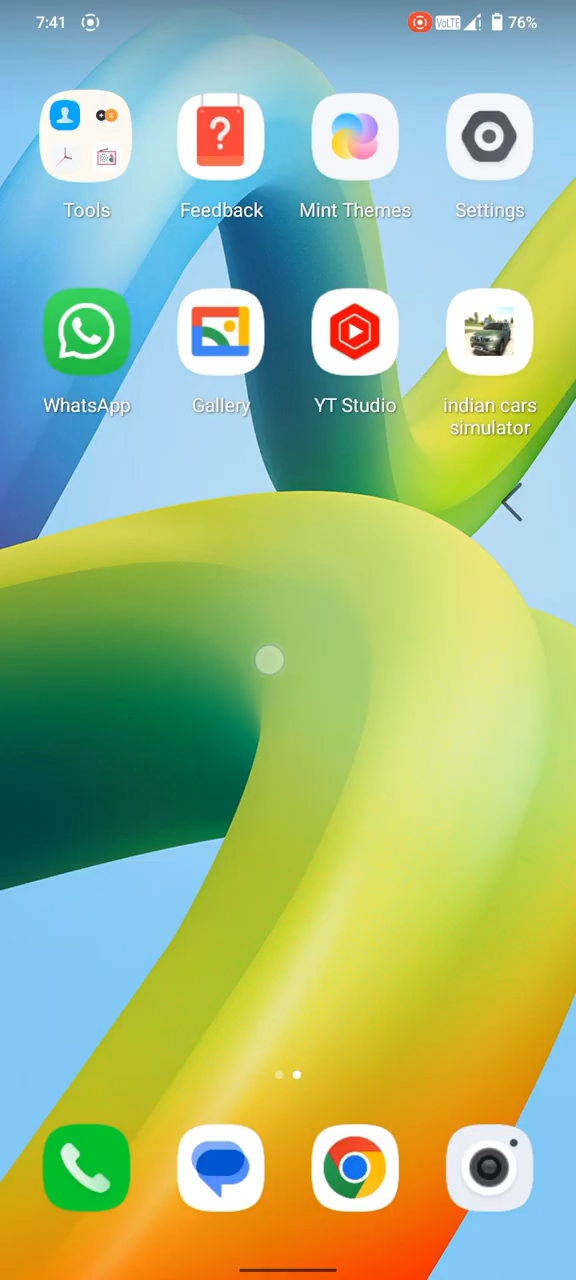 7:41 VoLTE 76%
Tools Feedback Mint Themes Settings
WhatsApp Gallery YT Studio indian cars
simulator